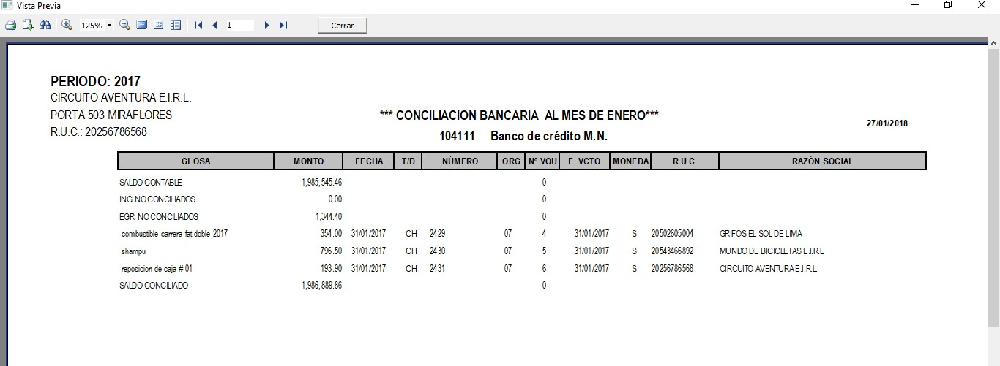 Vista Previa
125% 1 Cerrar
PERIODO: 2017
CIRCUITO AVENTURA E.I.R.L.
PORTA 503 MIRAFLORES
*** CONCILIACION BANCARIA AL MES DE ENERO***
27/01/2018
R.U.C.: 20256786568
104111 Banco de crédito M.N.
GLOSA MONTO FECHA T/D NÚMERO ORG Nº VOU F. VCTO. MONEDA R.U.C. RAZÓN SOCIAL
SALDO CONTABLE 1,985,545.46 0
ING. NO CONCILIADOS 0.00 0
EGR. NO CONCILIADOS 1,344.40 0
combustible carrera fat doble 2017 354.00 31/01/2017 CH 2429 07 4 31/01/2017 S 20502605004 GRIFOS EL SOL DE LIMA
shampu 796.50 31/01/2017 CH 2430 07 5 31/01/2017 S 20543466892 MUNDO DE BICICLETAS E.I.R.L
reposicion de caja # 01 193.90 31/01/2017 CH 2431 07 6 31/01/2017 S 20256786568 CIRCUITO AVENTURA E.I.R.L.
SALDO CONCILIADO 1,986,889.86 0